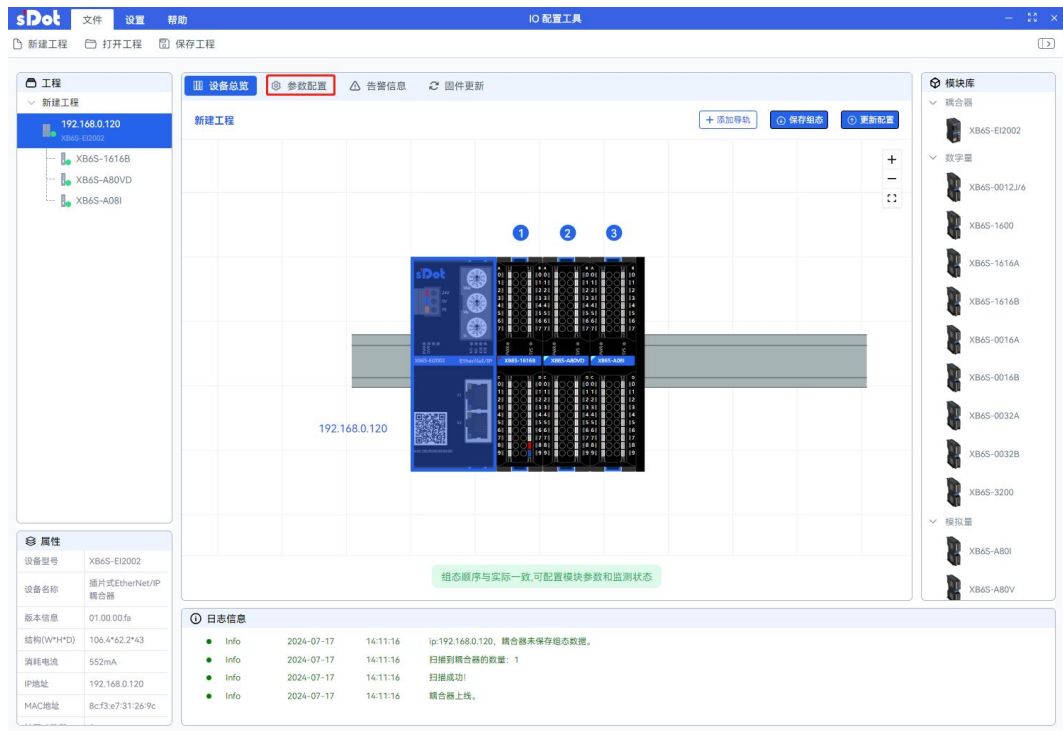 sDot 文件 设置 帮助 IO 配置工具
新建工程 打开工程 保存工程
工程
新建工程
192.168.0.120
XB6S-EI2002
XB6S-1616B
XB6S-A80VD
XB6S-A08I
设备总览 参数配置 告警信息 固件更新
新建工程 + 添加导轨 保存组态 更新配置
1 2 3
sDot
XB6S-EI2002 EtherNet/IP XB6S-1616B XB6S-A80VD XB6S-A08I
192.168.0.120
组态顺序与实际一致,可配置模块参数和监测状态
模块库
耦合器
XB6S-EI2002
数字量
XB6S-0012J/6
XB6S-1600
XB6S-1616A
XB6S-1616B
XB6S-0016A
XB6S-0016B
XB6S-0032A
XB6S-0032B
XB6S-3200
模拟量
XB6S-A80I
XB6S-A80V
属性
设备型号 XB6S-EI2002
设备名称 插片式EtherNet/IP
耦合器
版本信息 01.00.00.fa
结构(W*H*D) 106.4*62.2*43
消耗电流 552mA
IP地址 192.168.0.120
MAC地址 8c:f3:e7:31:26:9c
日志信息
Info 2024-07-17 14:11:16 ip:192.168.0.120，耦合器未保存组态数据。
Info 2024-07-17 14:11:16 扫描到耦合器的数量：1
Info 2024-07-17 14:11:16 扫描成功!
Info 2024-07-17 14:11:16 耦合器上线。